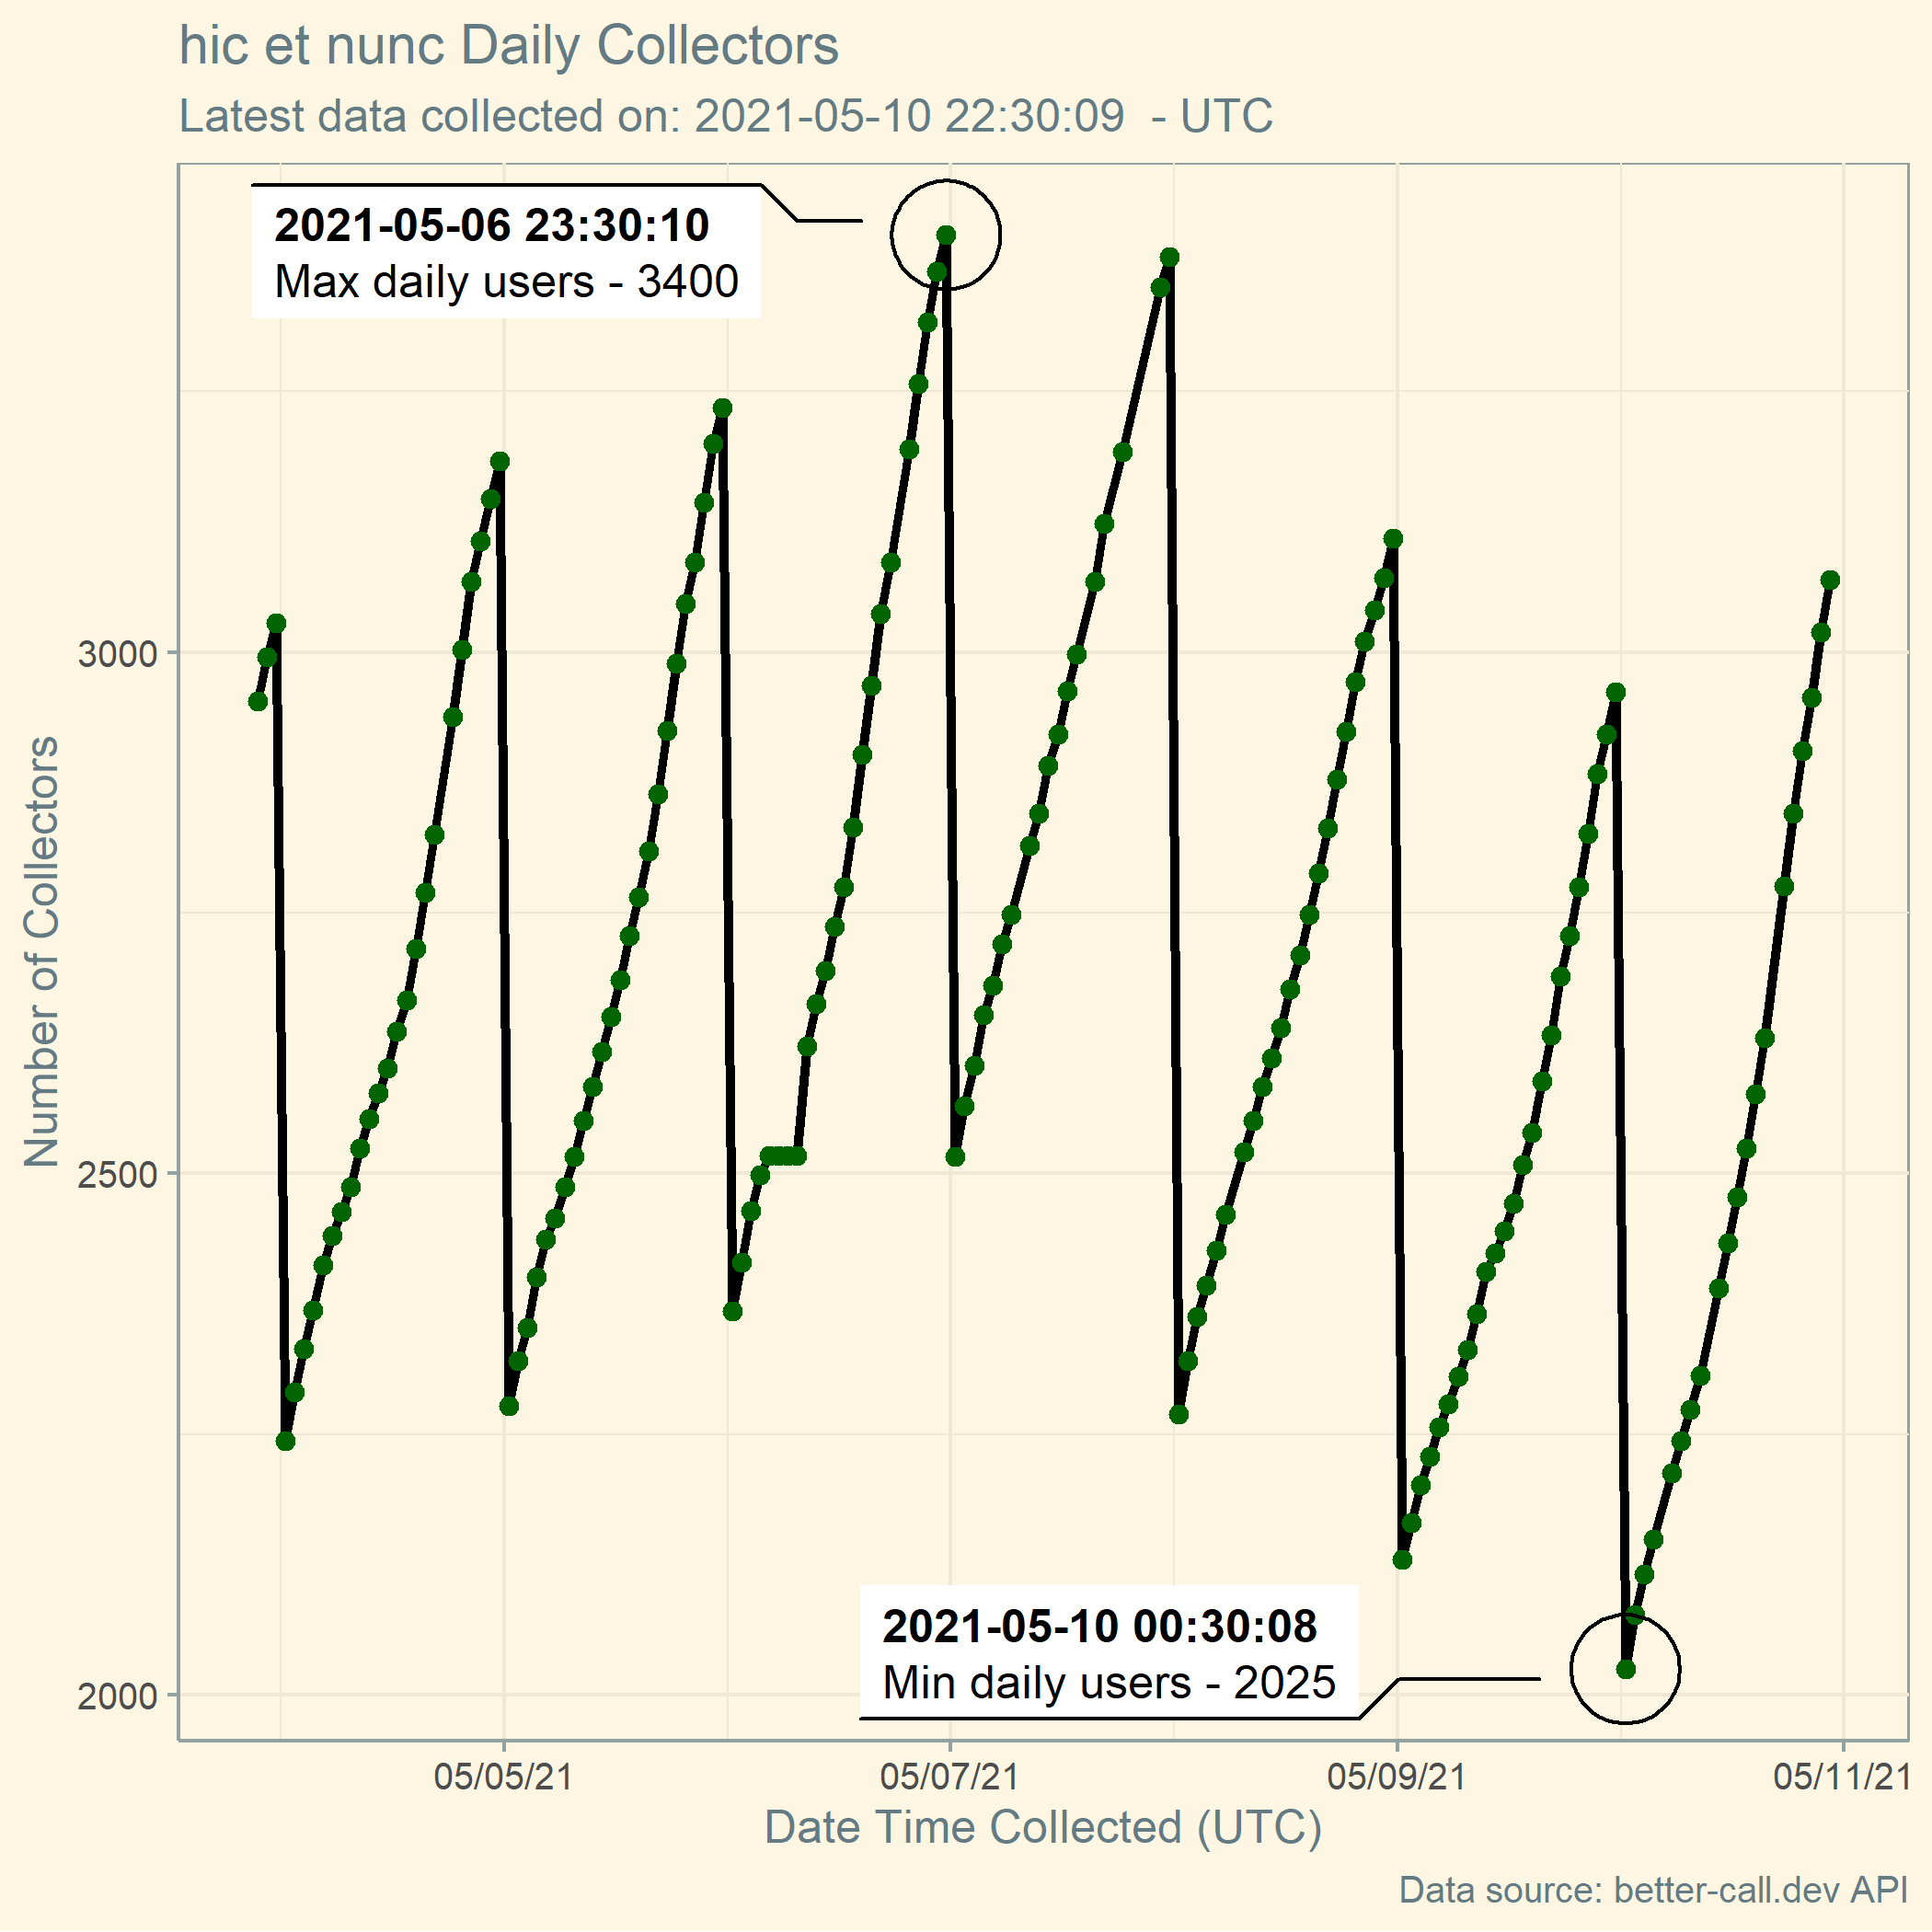 hic et nunc Daily Collectors
Latest data collected on: 2021-05-10 22:30:09  - UTC
2021-05-06 23:30:10
Max daily users - 3400
Number of Collectors
3000
2500
2000
2021-05-10 00:30:08
Min daily users - 2025
05/05/21
05/07/21
05/09/21
05/11/21
Date Time Collected (UTC)
Data source: better-call.dev API